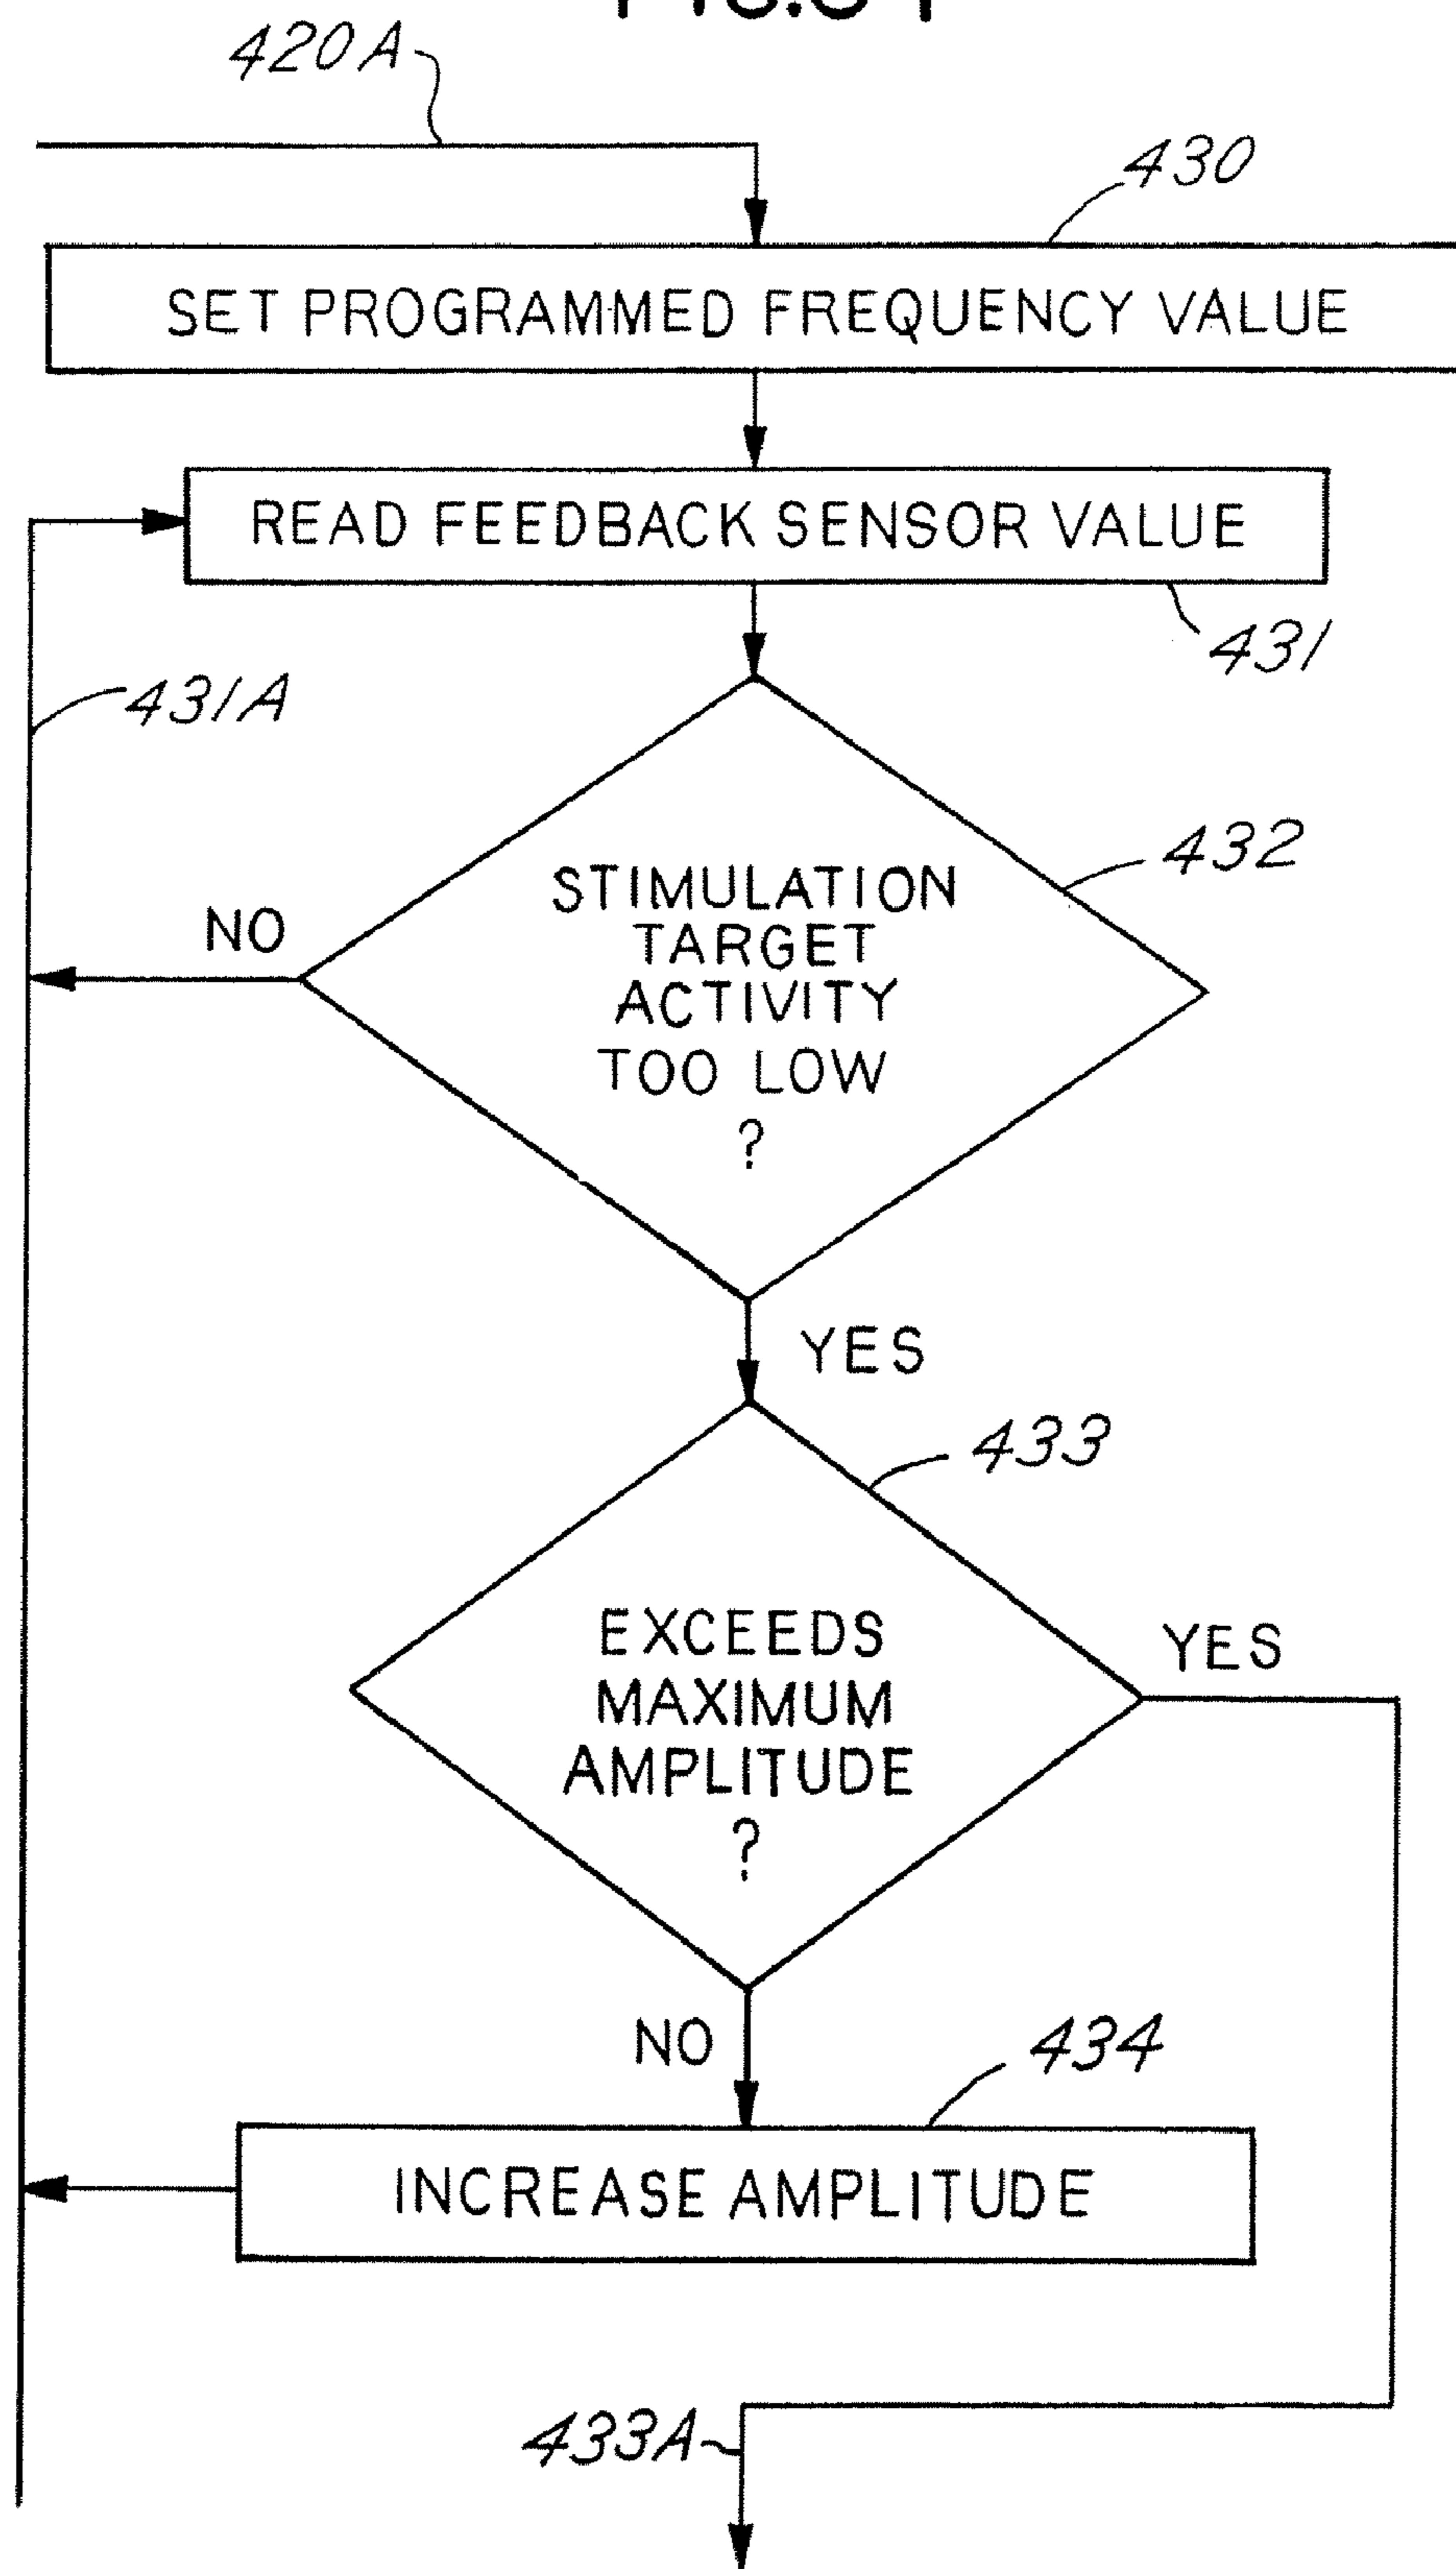 420A
430
SET PROGRAMMED FREQUENCY VALUE
READ FEEDBACK SENSOR VALUE
431
431A
432
NO
STIMULATION
TARGET
ACTIVITY
TOO LOW
?
YES
433
EXCEEDS
MAXIMUM
AMPLITUDE
?
YES
NO
434
INCREASE AMPLITUDE
433A